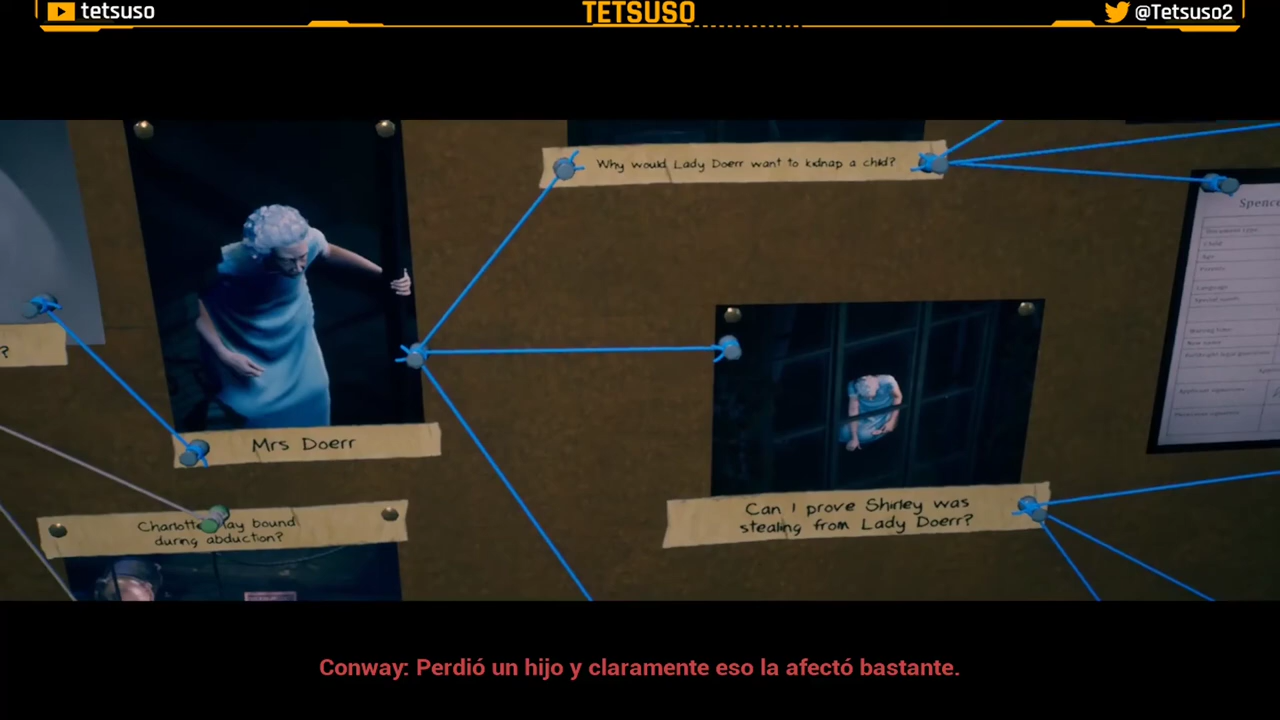 tetsuso
TETSUSO
@Tetsuso2
Why would Lady Doerr want to kidnap a child?
Spence
?
Mrs Doerr
Can I prove Shirley was
stealing from Lady Doerr?
Charlotte May bound
during abduction?
Conway: Perdió un hijo y claramente eso la afectó bastante.